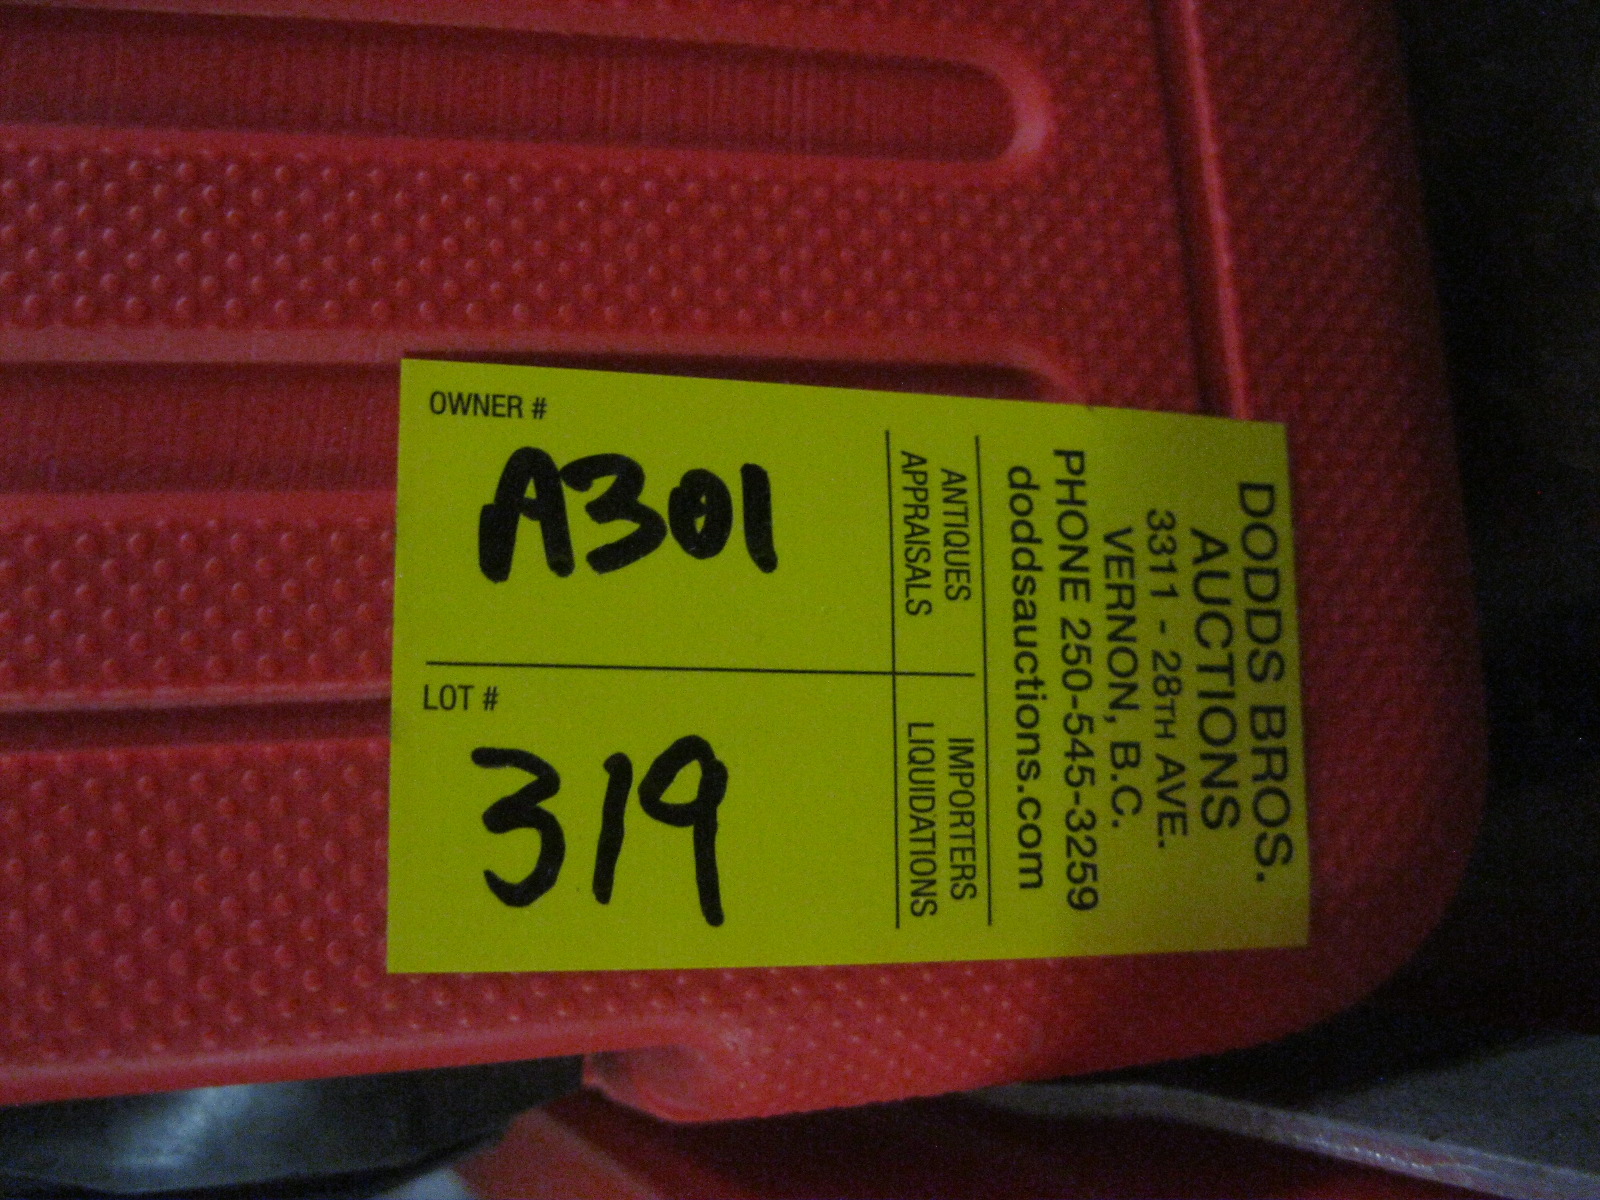 DODDS BROS.
AUCTIONS
3311 - 28TH AVE.
VERNON, B.C.
PHONE 250-545-3259
doddsauctions.com
ANTIQUES
APPRAISALS
IMPORTERS
LIQUIDATIONS
OWNER #
A301
LOT #
319